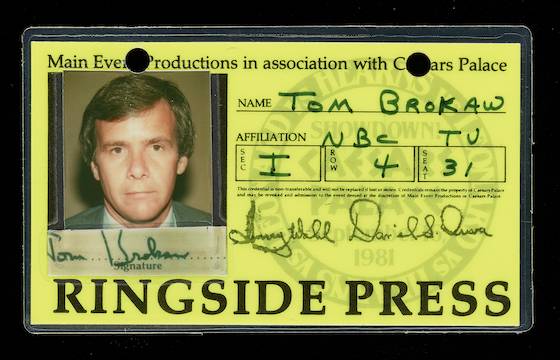 Main Event Productions in association with Caesars Palace
NAME TOM BROKAW
AFFILIATION NBC TV
SEC I ROW 4 SEAT 31
This credential is non-transferable and will not be replaced if lost or stolen. Credentials remain the property of Caesars Palace
and may be revoked and admission to the event denied at the discretion of Main Event Productions or Caesars Palace.
SHOWDOWN
1981
Tom Brokaw
Signature
RINGSIDE PRESS